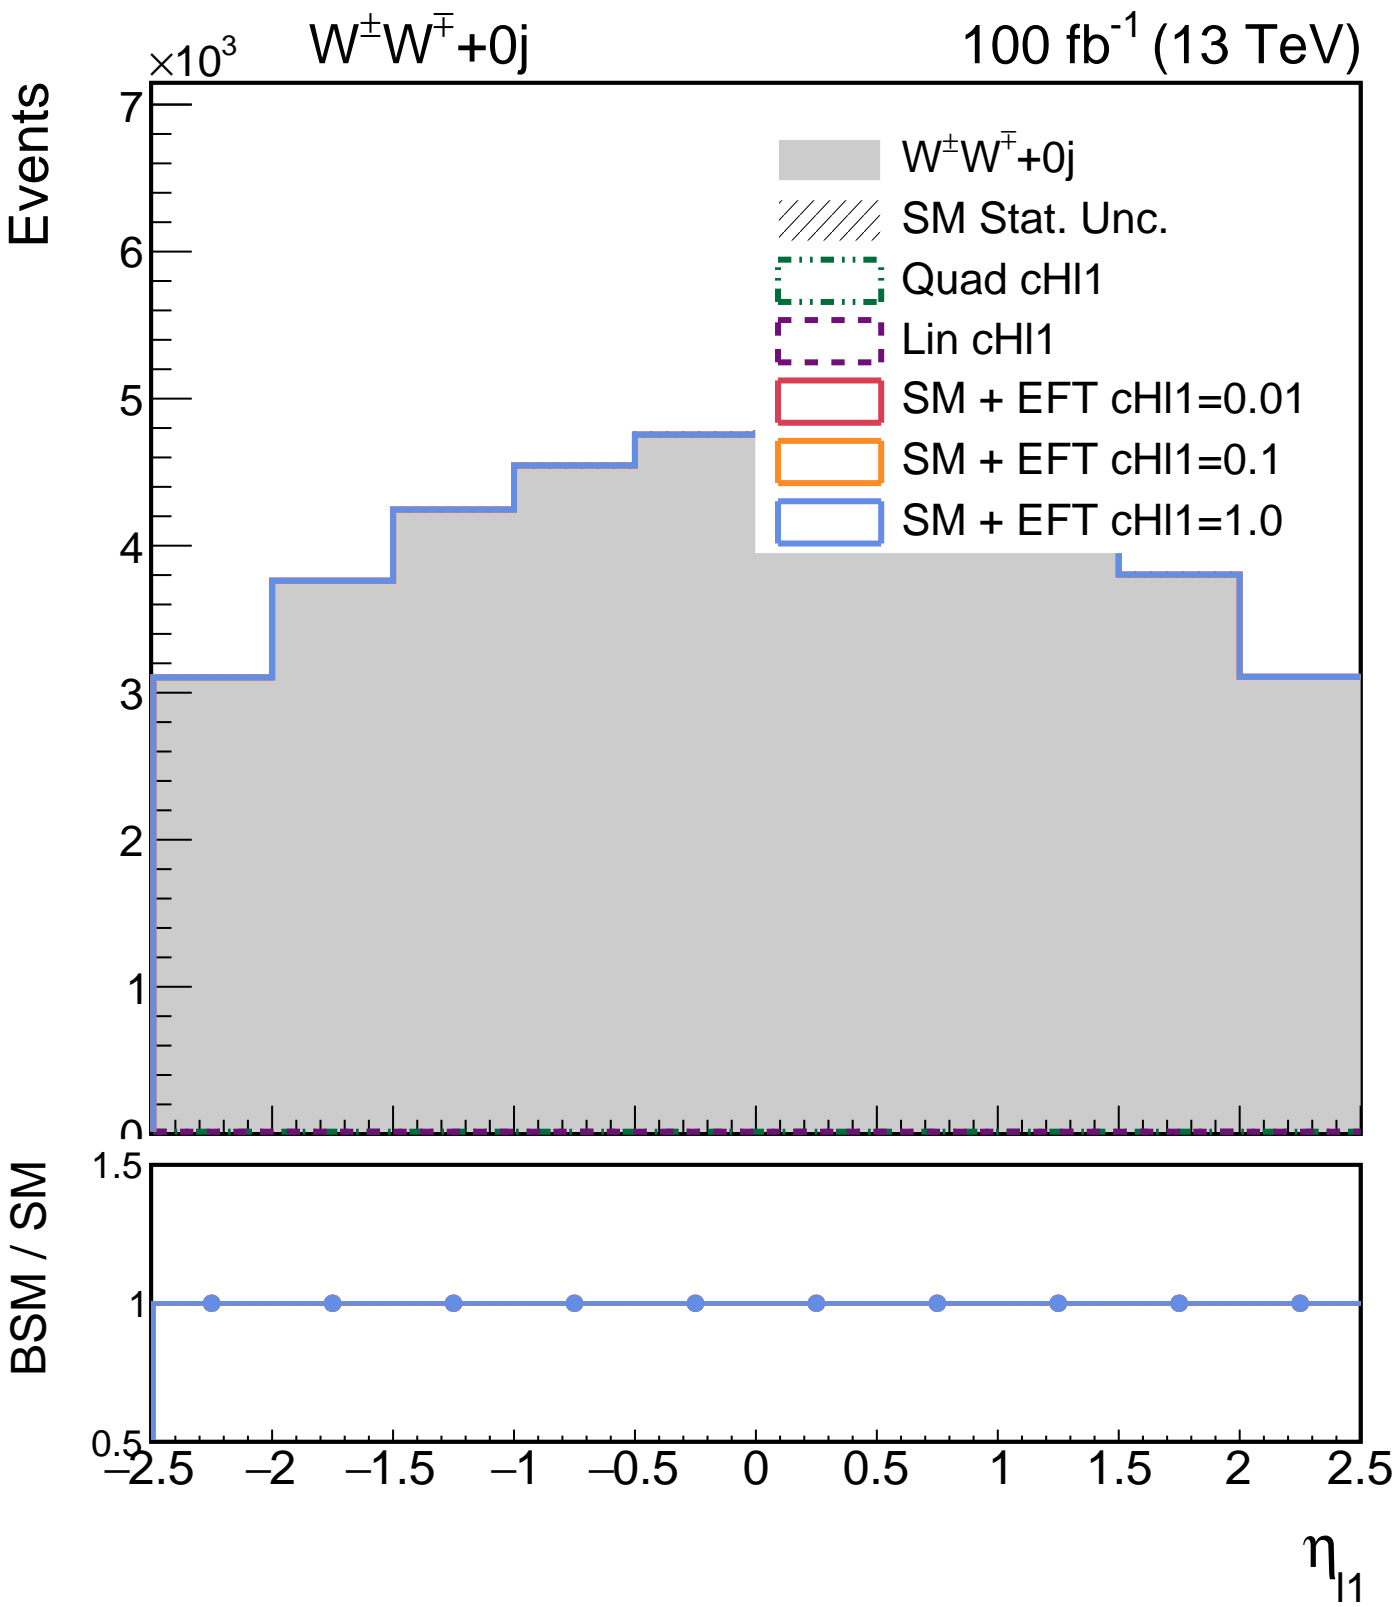 ×10³ W±W∓+0j 100 fb⁻¹ (13 TeV)
Events
7
6
5
4
3
2
1
0
W±W∓+0j
SM Stat. Unc.
Quad cHl1
Lin cHl1
SM + EFT cHl1=0.01
SM + EFT cHl1=0.1
SM + EFT cHl1=1.0
BSM / SM
1.5
1
0.5
−2.5 −2 −1.5 −1 −0.5 0 0.5 1 1.5 2 2.5
η_l1